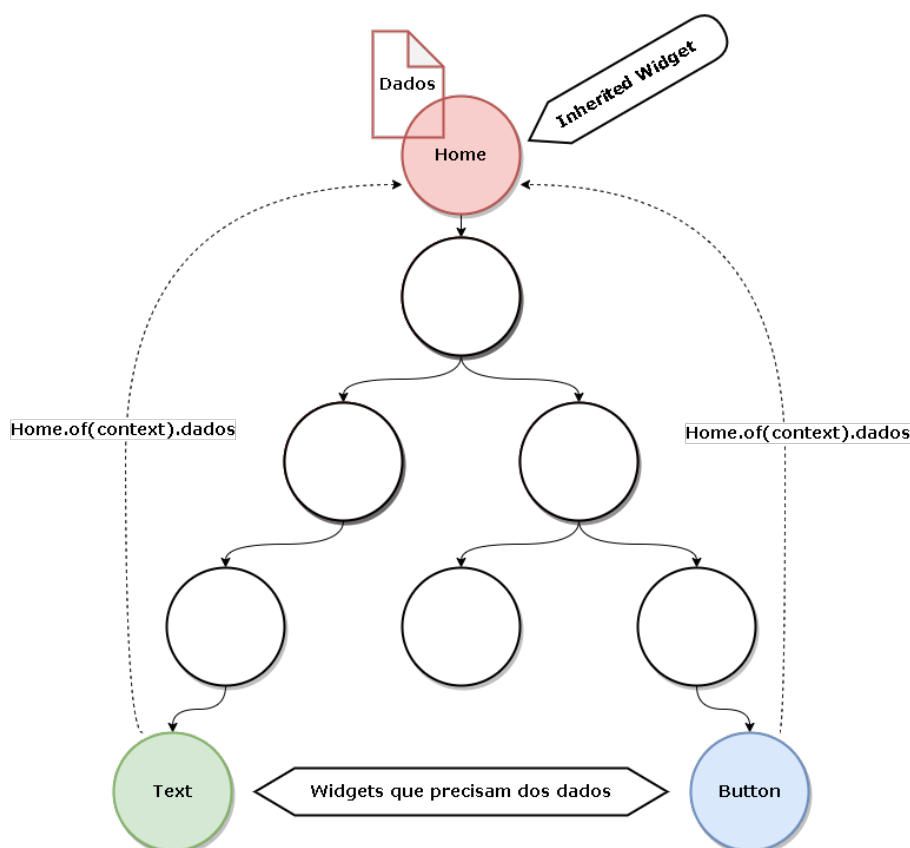 Dados
Inherited Widget
Home
Home.of(context).dados
Home.of(context).dados
Text
Widgets que precisam dos dados
Button